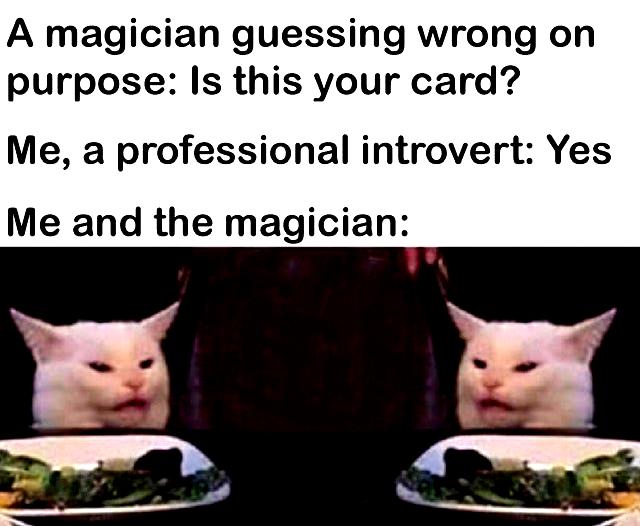 A magician guessing wrong on
purpose: Is this your card?
Me, a professional introvert: Yes
Me and the magician: